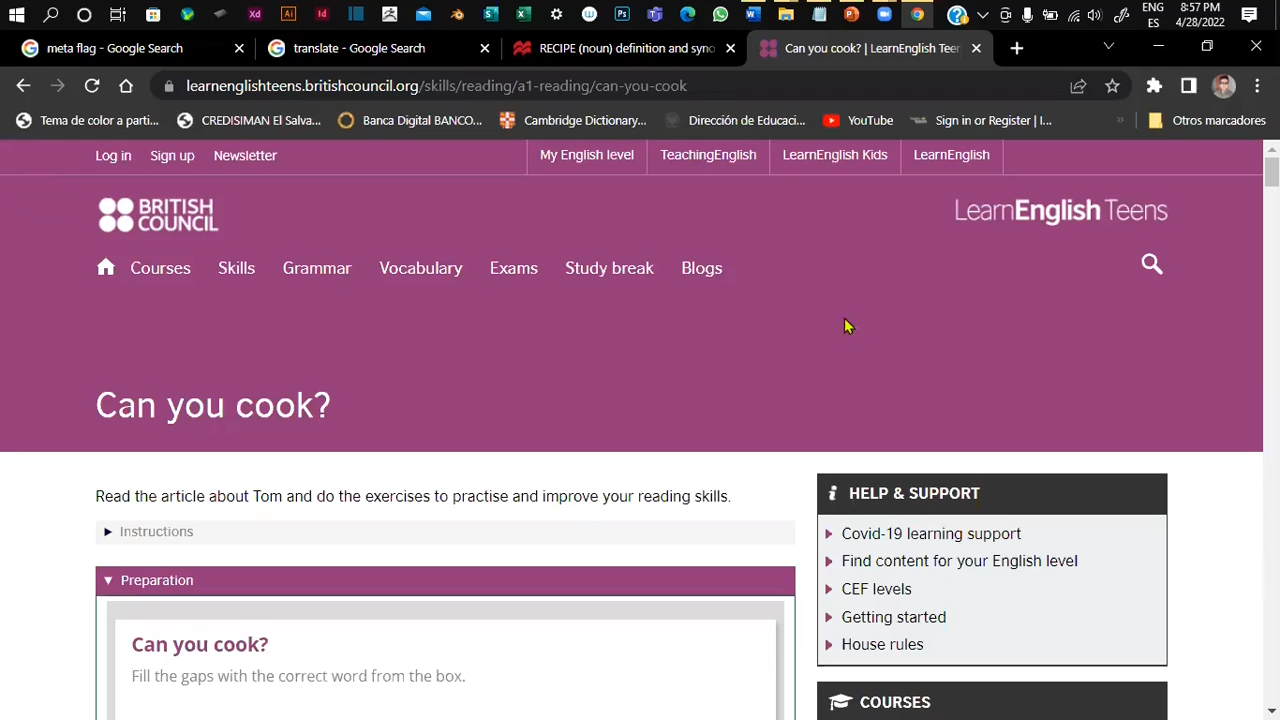 ENG
ES
8:57 PM
4/28/2022
meta flag - Google Search
translate - Google Search
RECIPE (noun) definition and syno
Can you cook? | LearnEnglish Teen
learnenglishteens.britishcouncil.org/skills/reading/a1-reading/can-you-cook
Tema de color a parti...
CREDISIMAN El Salva...
Banca Digital BANCO...
Cambridge Dictionary...
Dirección de Educaci...
YouTube
Sign in or Register | I...
»
Otros marcadores
Log in
Sign up
Newsletter
My English level
TeachingEnglish
LearnEnglish Kids
LearnEnglish
BRITISH
COUNCIL
LearnEnglish Teens
Courses
Skills
Grammar
Vocabulary
Exams
Study break
Blogs
Can you cook?
Read the article about Tom and do the exercises to practise and improve your reading skills.
Instructions
Preparation
Can you cook?
Fill the gaps with the correct word from the box.
HELP & SUPPORT
Covid-19 learning support
Find content for your English level
CEF levels
Getting started
House rules
COURSES